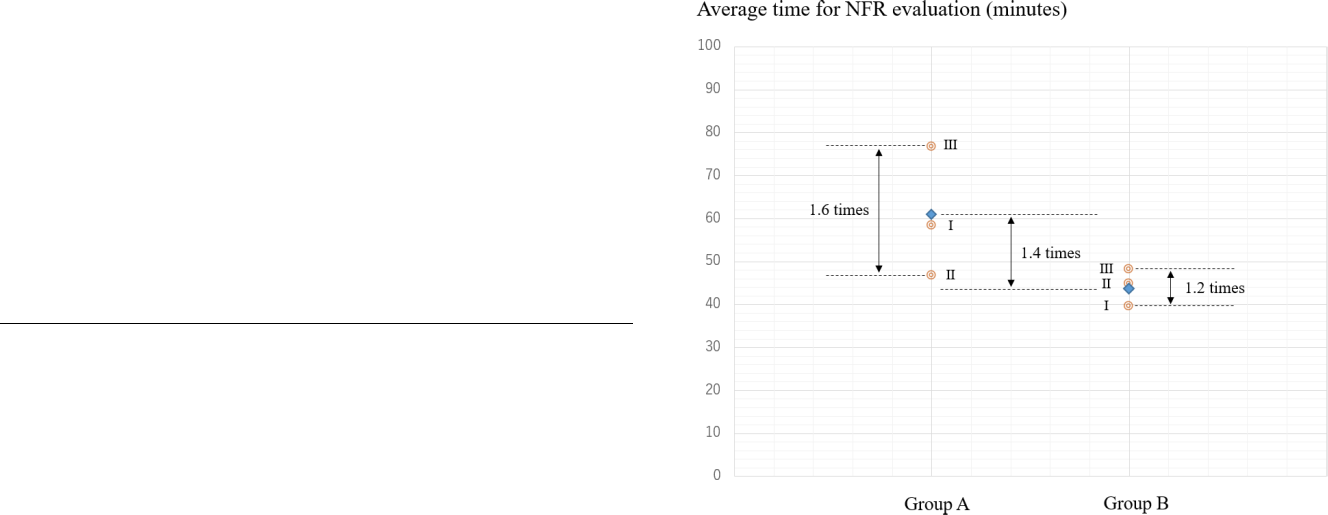 Average time for NFR evaluation (minutes)
100
90
80
III
70
1.6 times
60
I
1.4 times
50
III
II
II
1.2 times
40
I
30
20
10
0
Group A
Group B